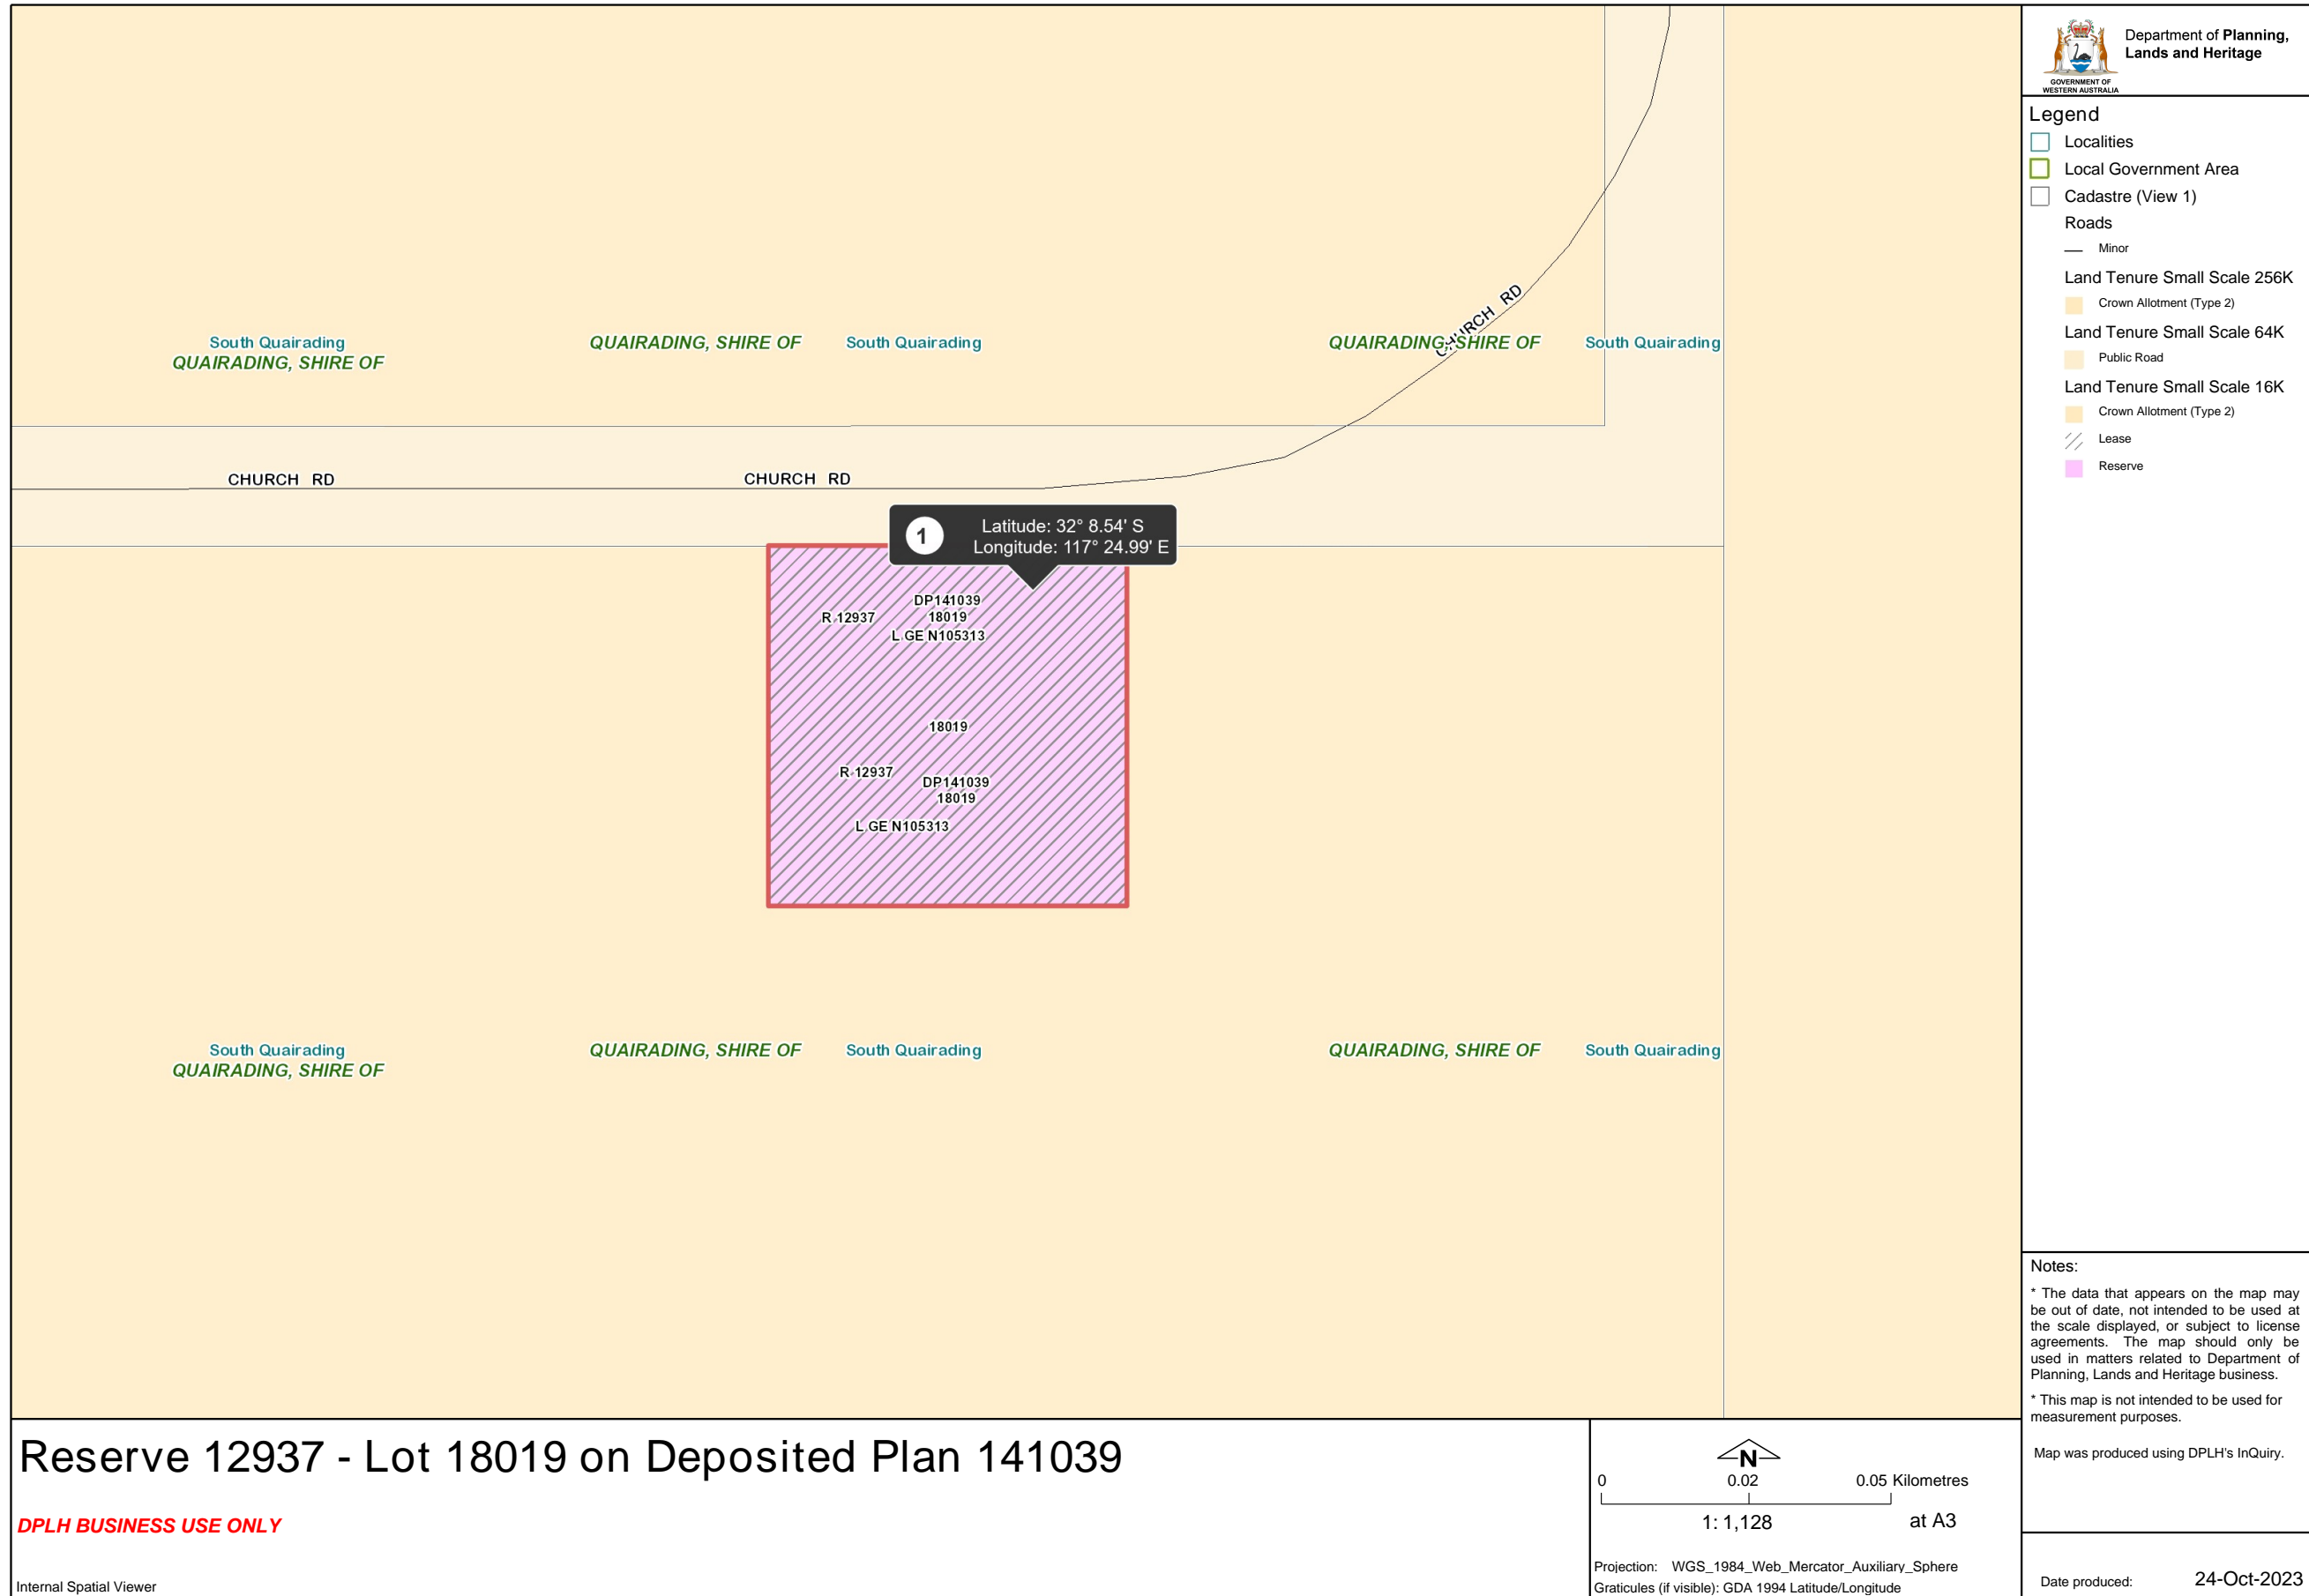 South Quairading
QUAIRADING, SHIRE OF
QUAIRADING, SHIRE OF
South Quairading
QUAIRADING, SHIRE OF
CHURCH RD
South Quairading
CHURCH RD
CHURCH RD
1
Latitude: 32° 8.54' S
Longitude: 117° 24.99' E
DP141039
R 12937
18019
L GE N105313
18019
R 12937
DP141039
18019
L GE N105313
South Quairading
QUAIRADING, SHIRE OF
QUAIRADING, SHIRE OF
South Quairading
QUAIRADING, SHIRE OF
South Quairading
GOVERNMENT OF
WESTERN AUSTRALIA
Department of Planning,
Lands and Heritage
Legend
Localities
Local Government Area
Cadastre (View 1)
Roads
Minor
Land Tenure Small Scale 256K
Crown Allotment (Type 2)
Land Tenure Small Scale 64K
Public Road
Land Tenure Small Scale 16K
Crown Allotment (Type 2)
Lease
Reserve
Notes:
* The data that appears on the map may
be out of date, not intended to be used at
the scale displayed, or subject to license
agreements. The map should only be
used in matters related to Department of
Planning, Lands and Heritage business.
* This map is not intended to be used for
measurement purposes.
Map was produced using DPLH's InQuiry.
Date produced: 24-Oct-2023
Reserve 12937 - Lot 18019 on Deposited Plan 141039
DPLH BUSINESS USE ONLY
Internal Spatial Viewer
N
0 0.02 0.05 Kilometres
1: 1,128 at A3
Projection: WGS_1984_Web_Mercator_Auxiliary_Sphere
Graticules (if visible): GDA 1994 Latitude/Longitude